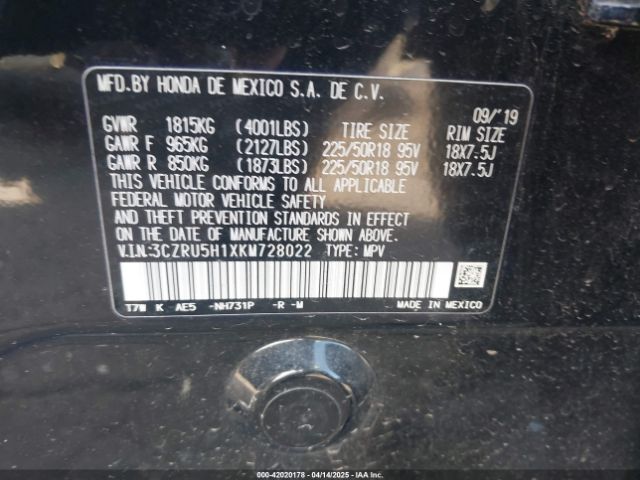 MFD.BY HONDA DE MEXICO S.A. DE C.V.
09/'19
GVWR 1815KG (4001LBS) TIRE SIZE RIM SIZE
GAWR F 965KG (2127LBS) 225/50R18 95V 18X7.5J
GAWR R 850KG (1873LBS) 225/50R18 95V 18X7.5J
THIS VEHICLE CONFORMS TO ALL APPLICABLE
FEDERAL MOTOR VEHICLE SAFETY
AND THEFT PREVENTION STANDARDS IN EFFECT
ON THE DATE OF MANUFACTURE SHOWN ABOVE.
V.I.N.:3CZRU5H1XKM728022 TYPE: MPV
T7W K AE5 -NH731P -R -M MADE IN MEXICO
000-42020178 - 04/14/2025 - IAAI.com